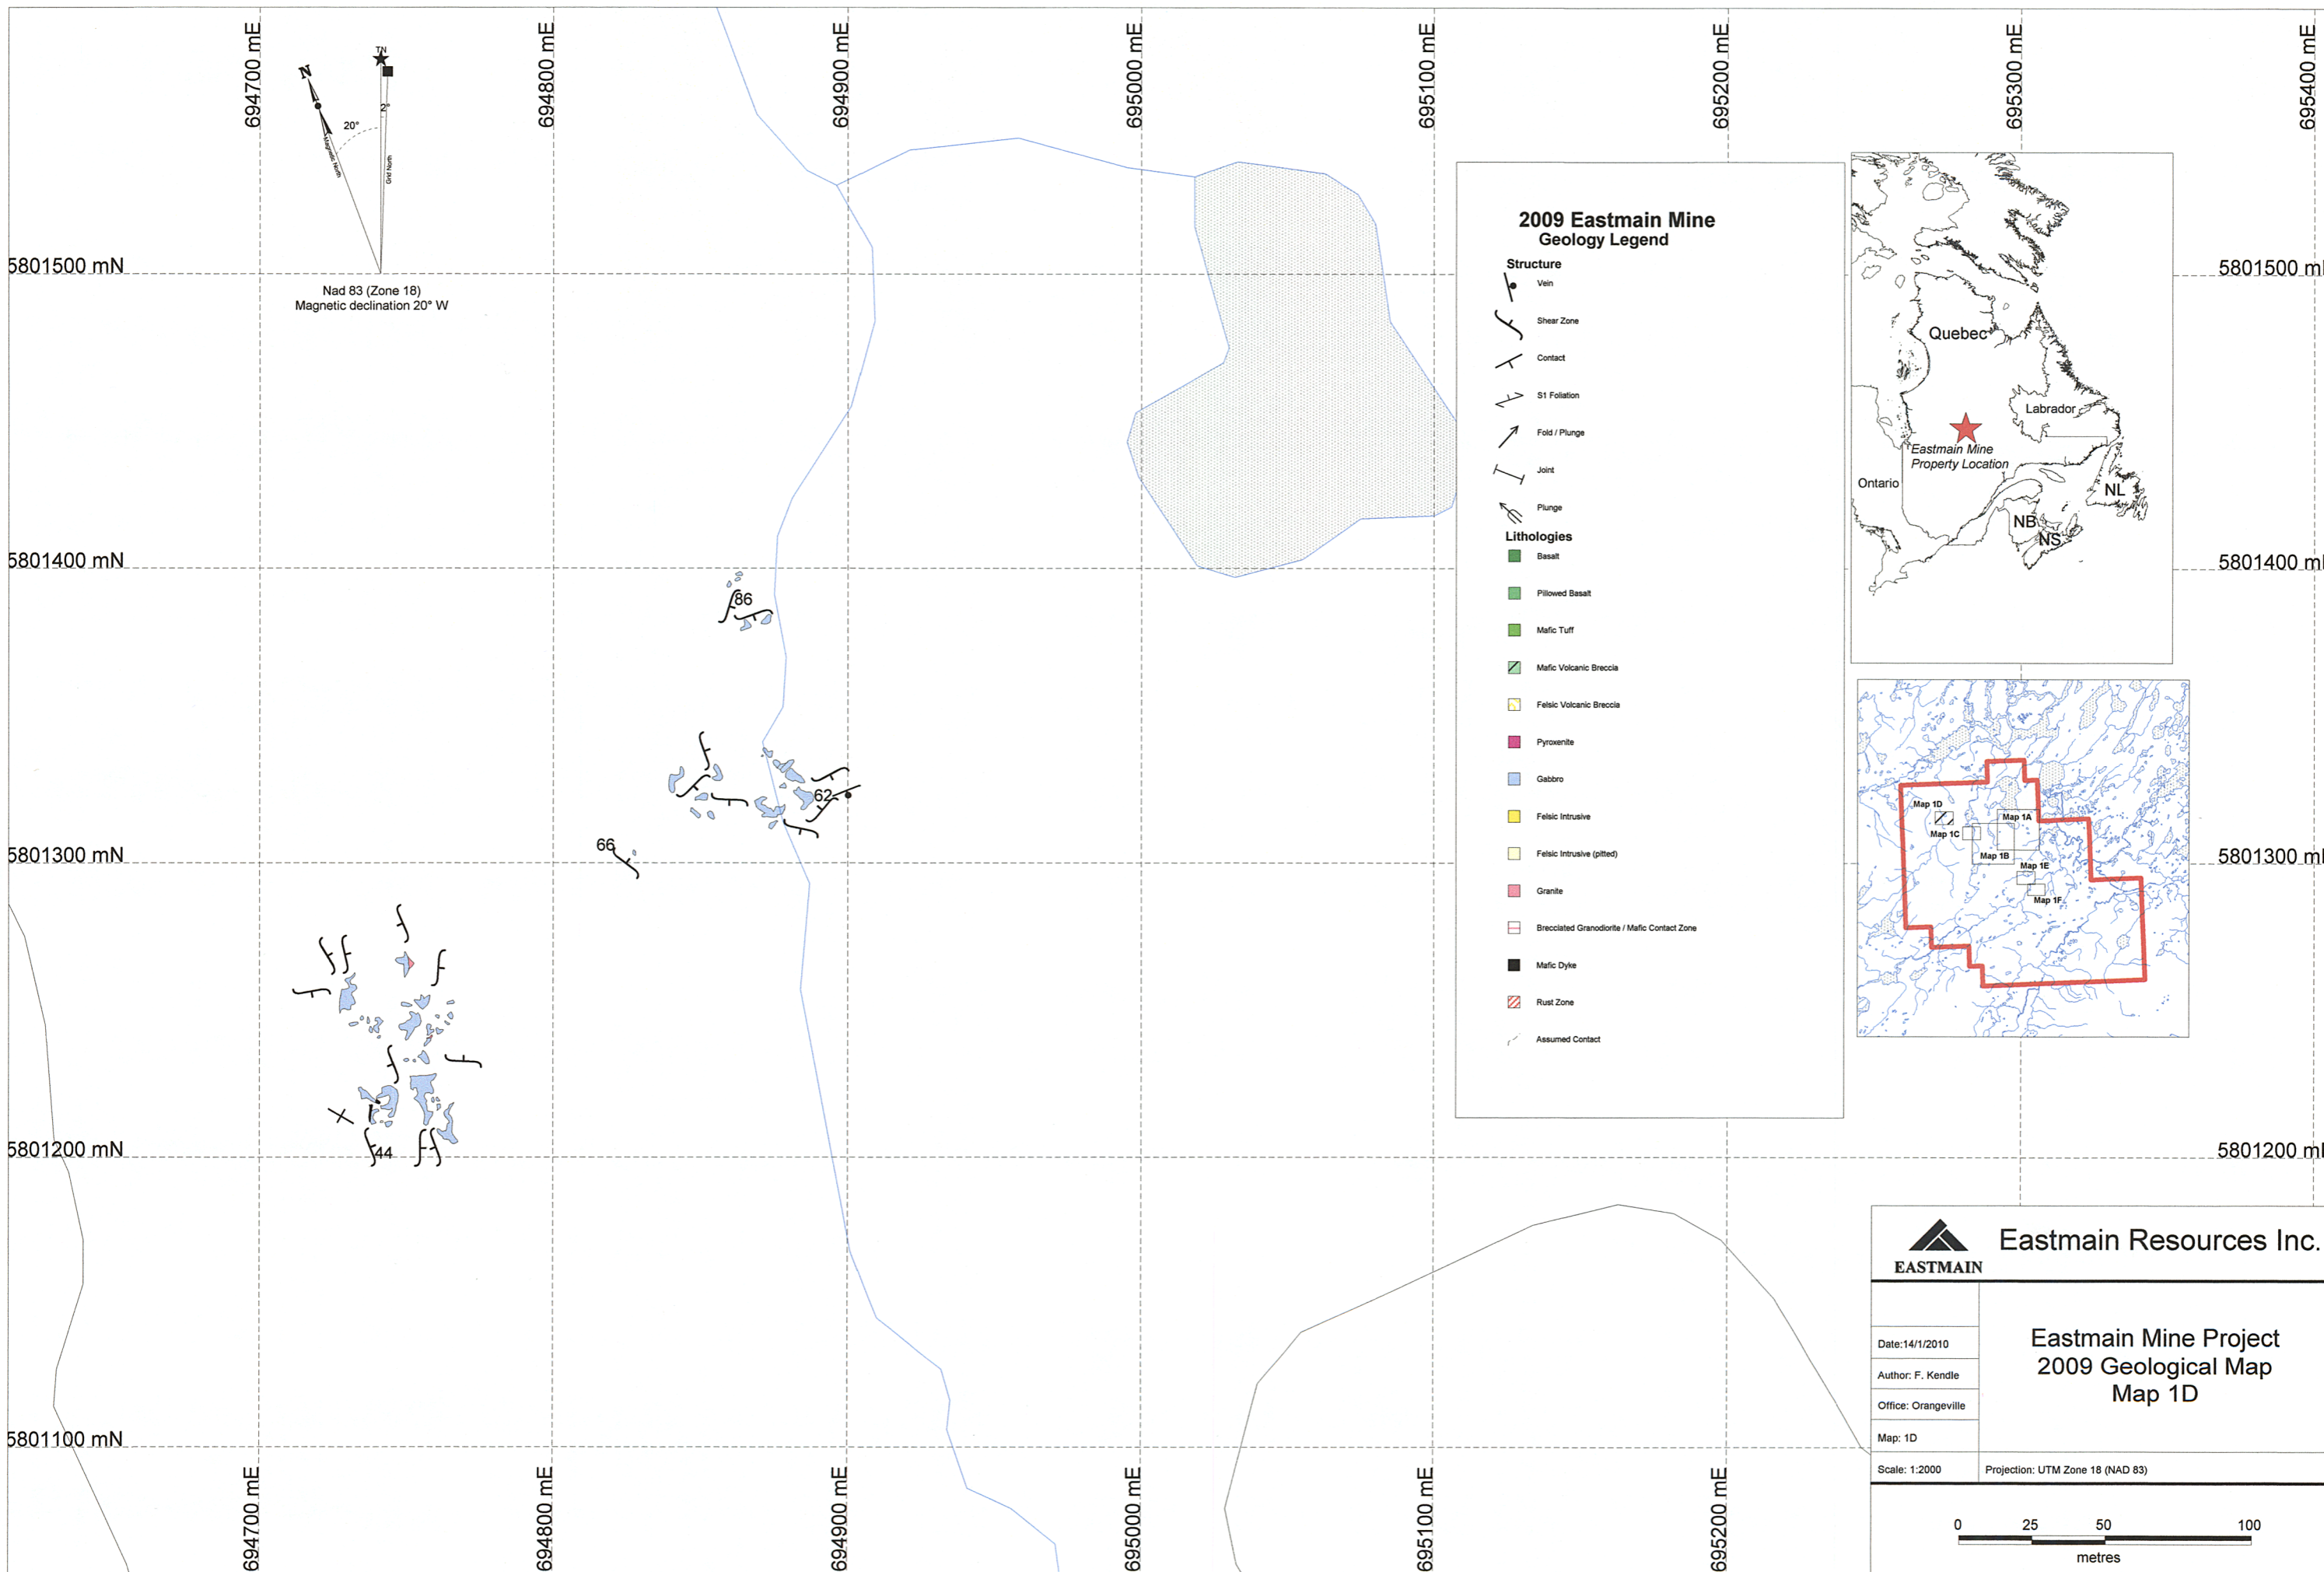 694700 mE
694800 mE
694900 mE
695000 mE
695100 mE
695200 mE
695300 mE
695400 mE
N
TN
2°
20°
Magnetic North
Grid North
Nad 83 (Zone 18)
Magnetic declination 20° W
5801500 mN
5801400 mN
5801300 mN
5801200 mN
5801100 mN
86
62
66
44
2009 Eastmain Mine
Geology Legend
Structure
Vein
Shear Zone
Contact
S1 Foliation
Fold / Plunge
Joint
Plunge
Lithologies
Basalt
Pillowed Basalt
Mafic Tuff
Mafic Volcanic Breccia
Felsic Volcanic Breccia
Pyroxenite
Gabbro
Felsic Intrusive
Felsic Intrusive (pitted)
Granite
Brecciated Granodiorite / Mafic Contact Zone
Mafic Dyke
Rust Zone
Assumed Contact
Quebec
Labrador
Eastmain Mine
Property Location
Ontario
NL
NB
NS
5801500 m
5801400 m
5801300 m
5801200 m
Map 1D
Map 1A
Map 1C
Map 1B
Map 1E
Map 1F
EASTMAIN
Eastmain Resources Inc.
Date:14/1/2010
Author: F. Kendle
Office: Orangeville
Map: 1D
Scale: 1:2000
Eastmain Mine Project
2009 Geological Map
Map 1D
Projection: UTM Zone 18 (NAD 83)
0 25 50 100
metres
694700 mE
694800 mE
694900 mE
695000 mE
695100 mE
695200 mE